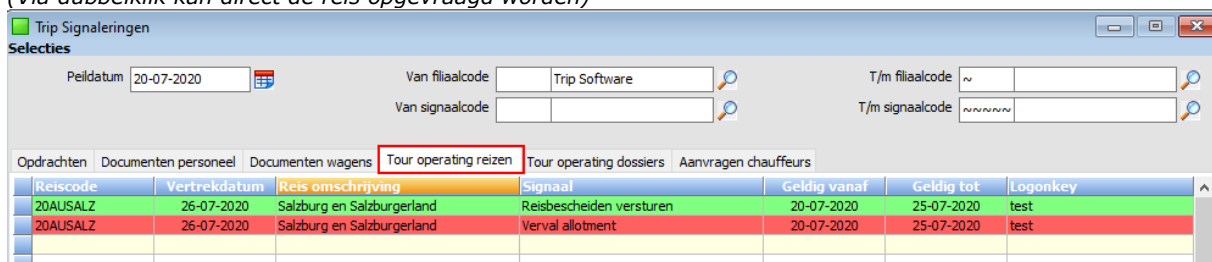 (Via dubbelklik kan direct de reis opgevraagd worden)
Trip Signaleringen
Selecties
Peildatum 20-07-2020 Van filiaalcode Trip Software T/m filiaalcode ~
Van signaalcode T/m signaalcode ~~~~~
Opdrachten Documenten personeel Documenten wagens Tour operating reizen Tour operating dossiers Aanvragen chauffeurs
Reiscode Vertrekdatum Reis omschrijving Signaal Geldig vanaf Geldig tot Logonkey
20AUSALZ 26-07-2020 Salzburg en Salzburgerland Reisbescheiden versturen 20-07-2020 25-07-2020 test
20AUSALZ 26-07-2020 Salzburg en Salzburgerland Verval allotment 20-07-2020 25-07-2020 test